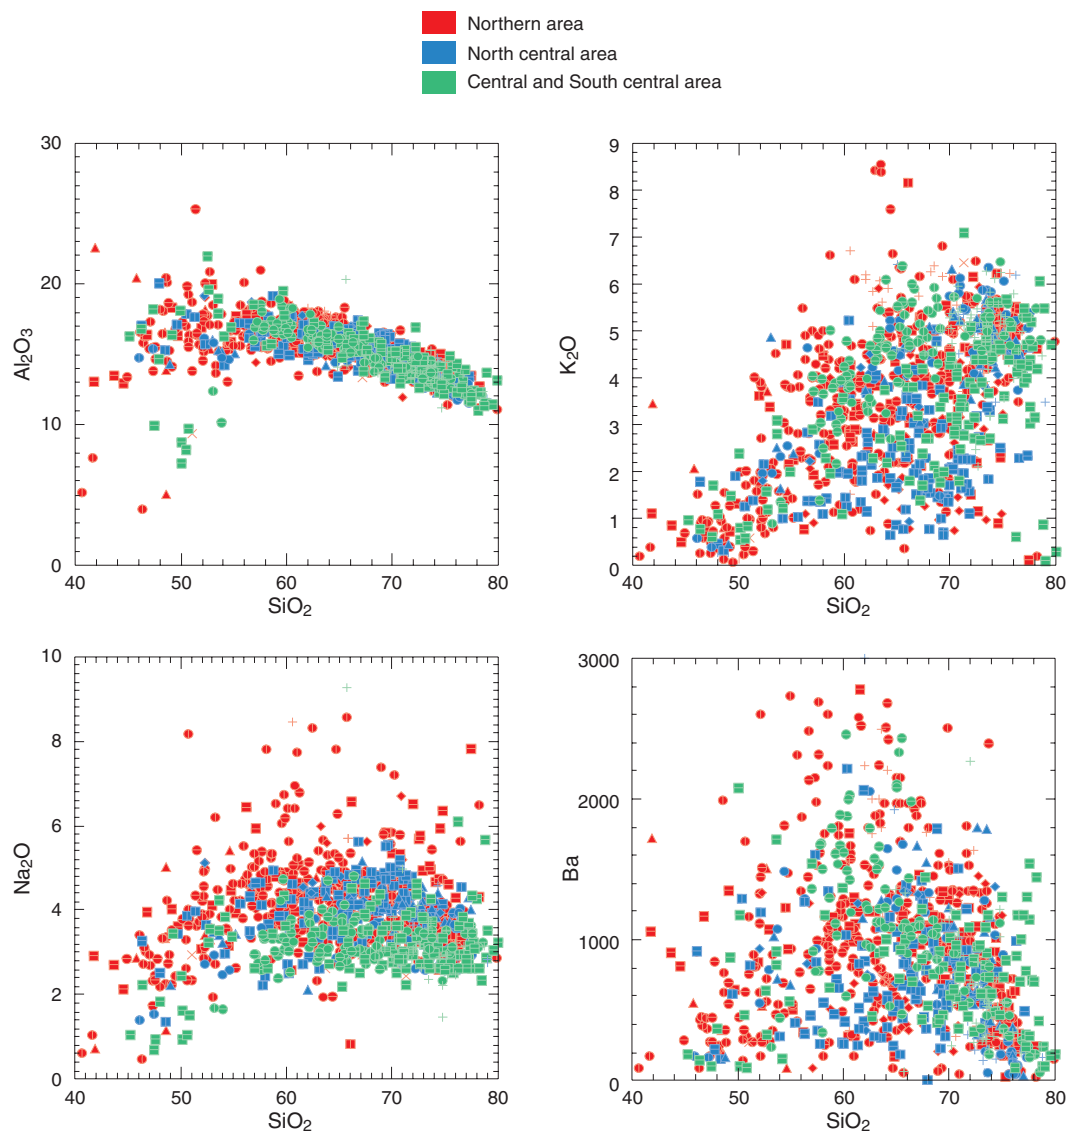 Northern area
North central area
Central and South central area
30
20
10
0
Al₂O₃
40 50 60 70 80
SiO₂
9
8
7
6
5
4
3
2
1
0
K₂O
40 50 60 70 80
SiO₂
10
8
6
4
2
0
Na₂O
40 50 60 70 80
SiO₂
3000
2000
1000
0
Ba
40 50 60 70 80
SiO₂